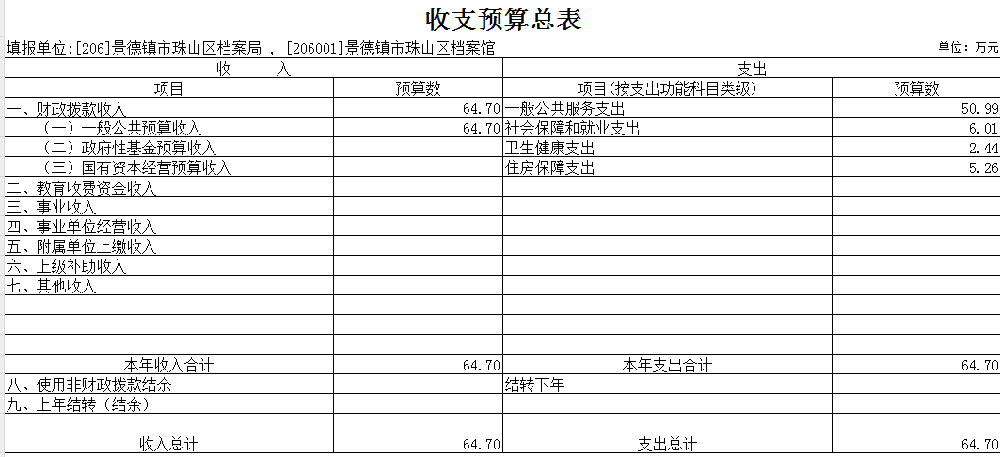 收支预算总表
填报单位:[206]景德镇市珠山区档案局 , [206001]景德镇市珠山区档案馆 单位：万元
收 入 支出
项目 预算数 项目(按支出功能科目类级) 预算数
一、财政拨款收入 64.70 一般公共服务支出 50.99
（一）一般公共预算收入 64.70 社会保障和就业支出 6.01
（二）政府性基金预算收入 卫生健康支出 2.44
（三）国有资本经营预算收入 住房保障支出 5.26
二、教育收费资金收入
三、事业收入
四、事业单位经营收入
五、附属单位上缴收入
六、上级补助收入
七、其他收入
本年收入合计 64.70 本年支出合计 64.70
八、使用非财政拨款结余 结转下年
九、上年结转（结余）
收入总计 64.70 支出总计 64.70